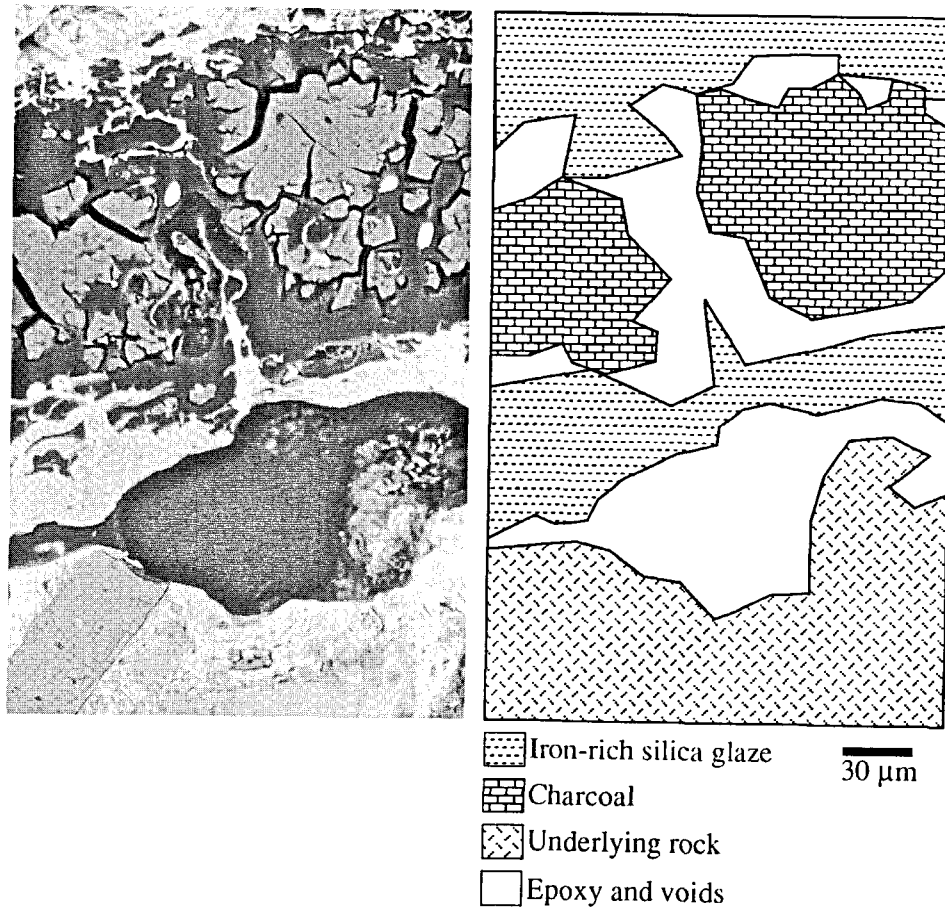 Iron-rich silica glaze
30 μm
Charcoal
Underlying rock
Epoxy and voids